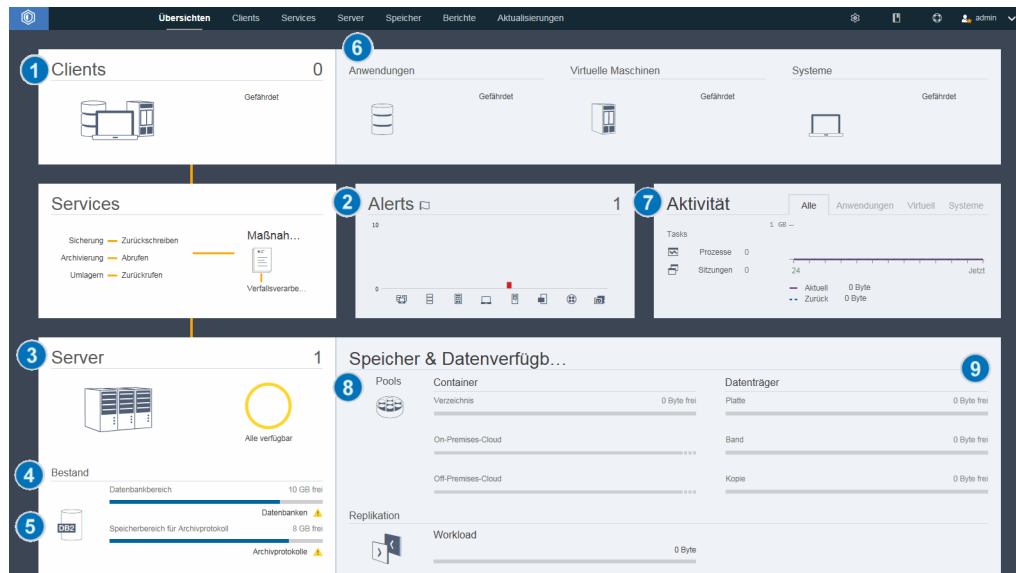 Übersichten Clients Services Server Speicher Berichte Aktualisierungen admin
6
1 Clients 0
Gefährdet
Anwendungen Virtuelle Maschinen Systeme
Gefährdet Gefährdet Gefährdet
Services
Sicherung Zurückschreiben
Archivierung Abrufen
Umlagern Zurückrufen
Maßnah...
Verfallsverarbe...
2 Alerts 1
10
0
7 Aktivität Alle Anwendungen Virtuell Systeme
1 GB
Tasks
Prozesse 0
Sitzungen 0
24 Jetzt
Aktuell 0 Byte
Zurück 0 Byte
3 Server 1
Alle verfügbar
4 Bestand
Datenbankbereich 10 GB frei
Datenbanken
5 DB2 Speicherbereich für Archivprotokoll 8 GB frei
Archivprotokolle
Speicher & Datenverfügb...
9
8 Pools Container Datenträger
Verzeichnis 0 Byte frei Platte 0 Byte frei
On-Premises-Cloud Band 0 Byte frei
Off-Premises-Cloud Kopie 0 Byte frei
Replikation
Workload
0 Byte